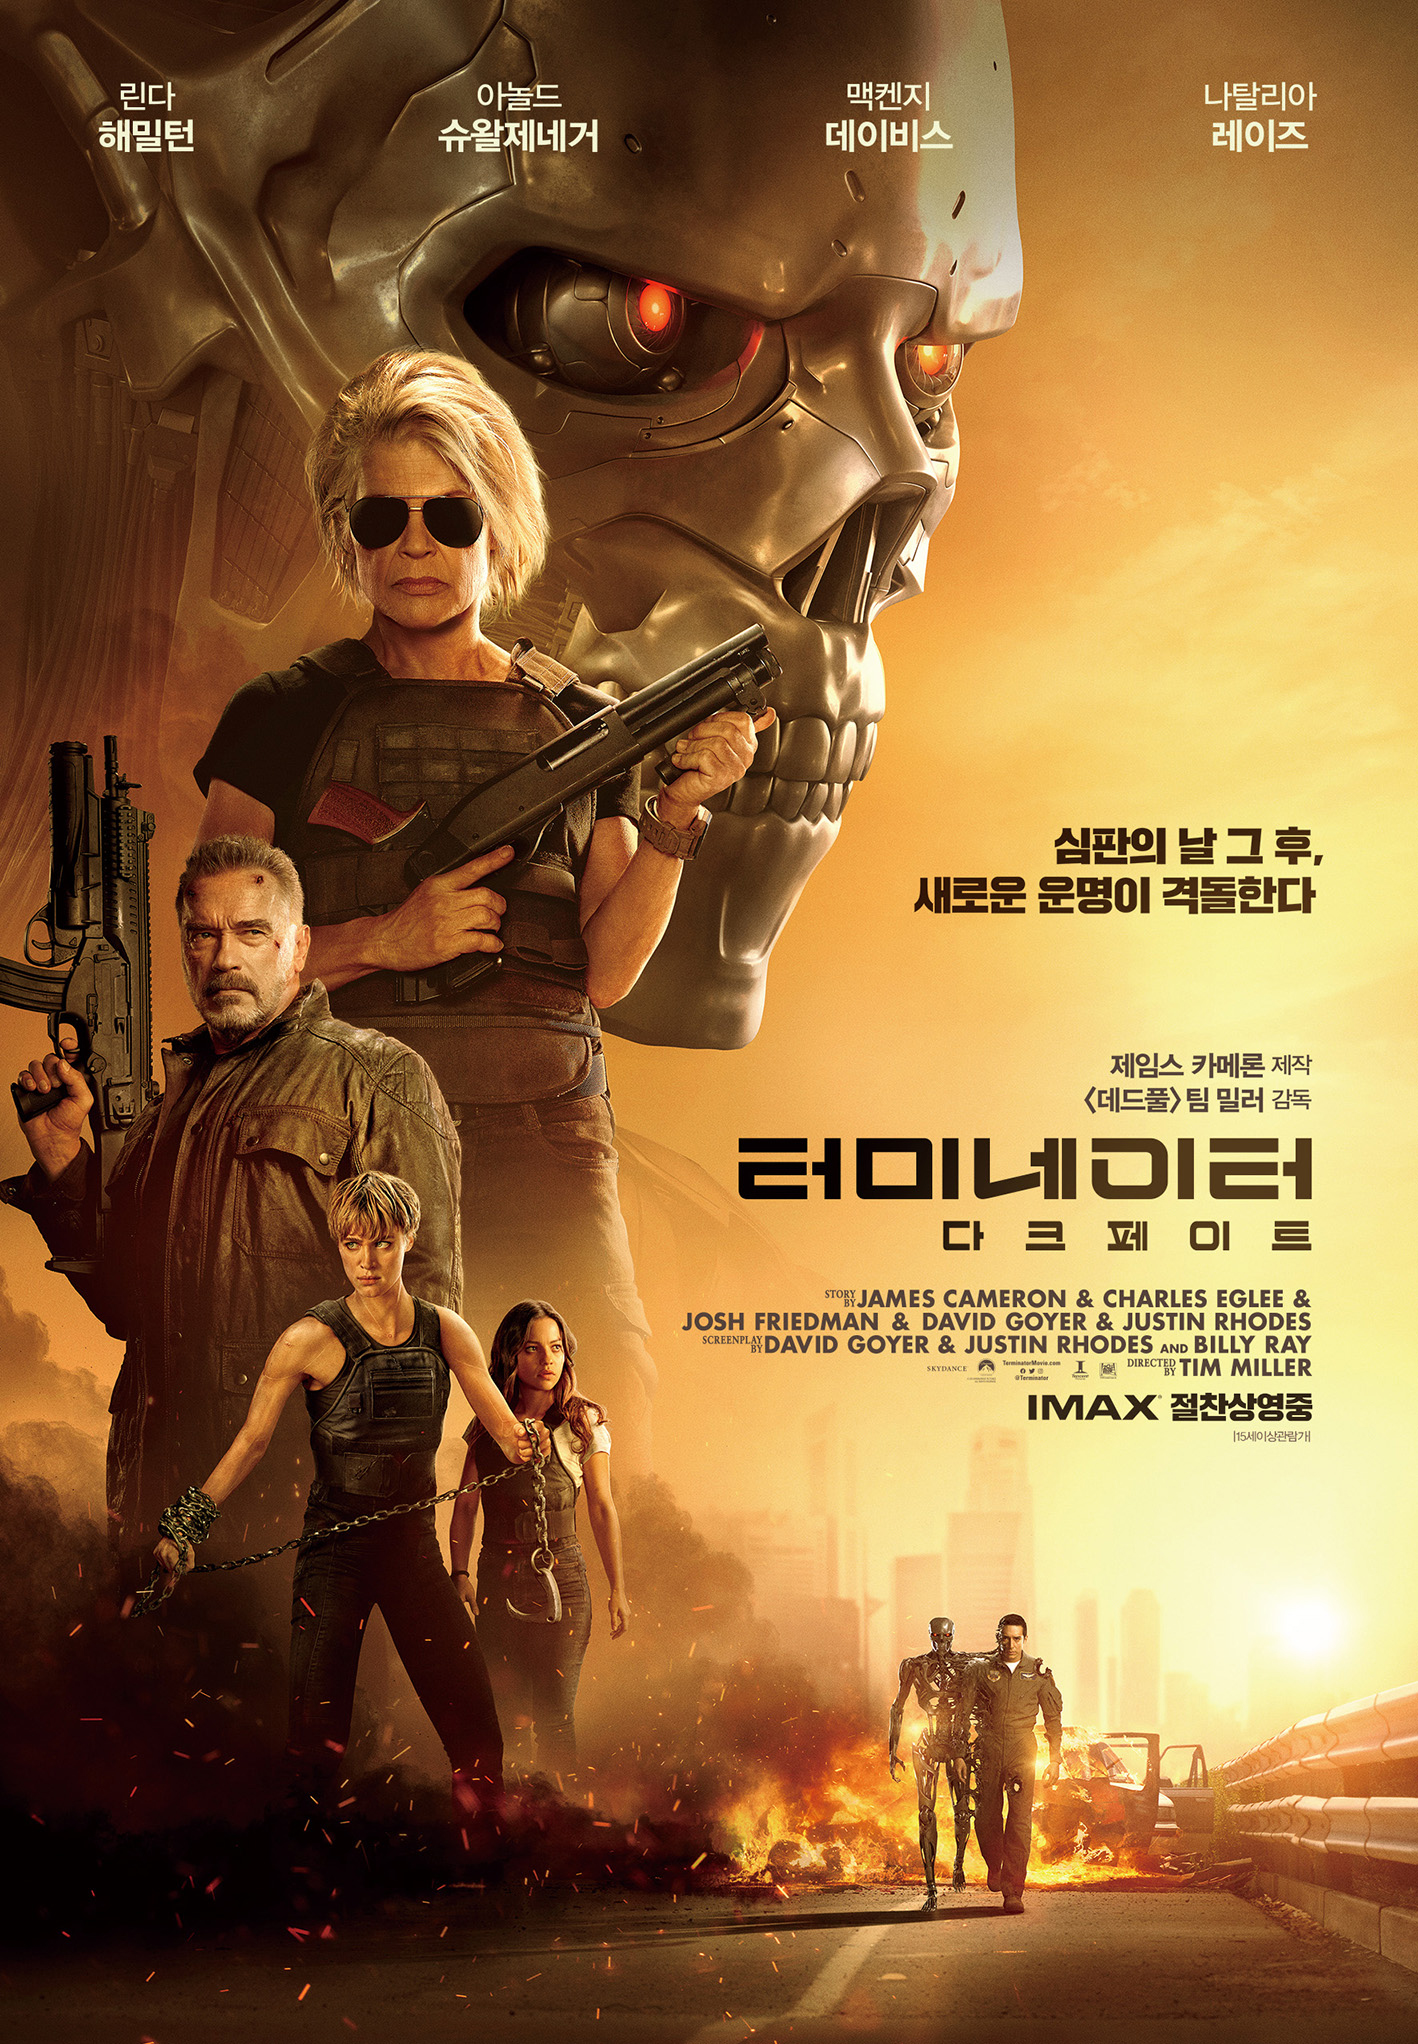 린다
해밀턴
아놀드
슈왈제네거
맥켄지
데이비스
나탈리아
레이즈
심판의 날 그 후,
새로운 운명이 격돌한다
제임스 카메론 제작
<데드풀> 팀 밀러 감독
터미네이터
다크페이트
STORY BY JAMES CAMERON & CHARLES EGLEE &
JOSH FRIEDMAN & DAVID GOYER & JUSTIN RHODES
SCREENPLAY BY DAVID GOYER & JUSTIN RHODES AND BILLY RAY
SKYDANCE TerminatorMovie.com @Terminator DIRECTED BY TIM MILLER
IMAX® 절찬상영중
|15세이상관람가|